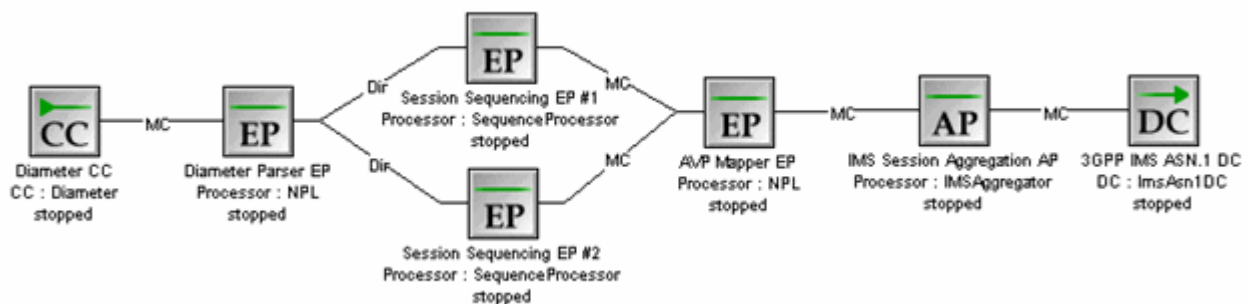 EP
Session Sequencing EP #1
Processor : SequenceProcessor
stopped
Dir
MC
CC
Diameter CC
CC : Diameter
stopped
MC
EP
Diameter Parser EP
Processor : NPL
stopped
EP
AVP Mapper EP
Processor : NPL
stopped
MC
AP
IMS Session Aggregation AP
Processor : IMSAggregator
stopped
MC
DC
3GPP IMS ASN.1 DC
DC : ImsAsn1DC
stopped
Dir
MC
EP
Session Sequencing EP #2
Processor : SequenceProcessor
stopped